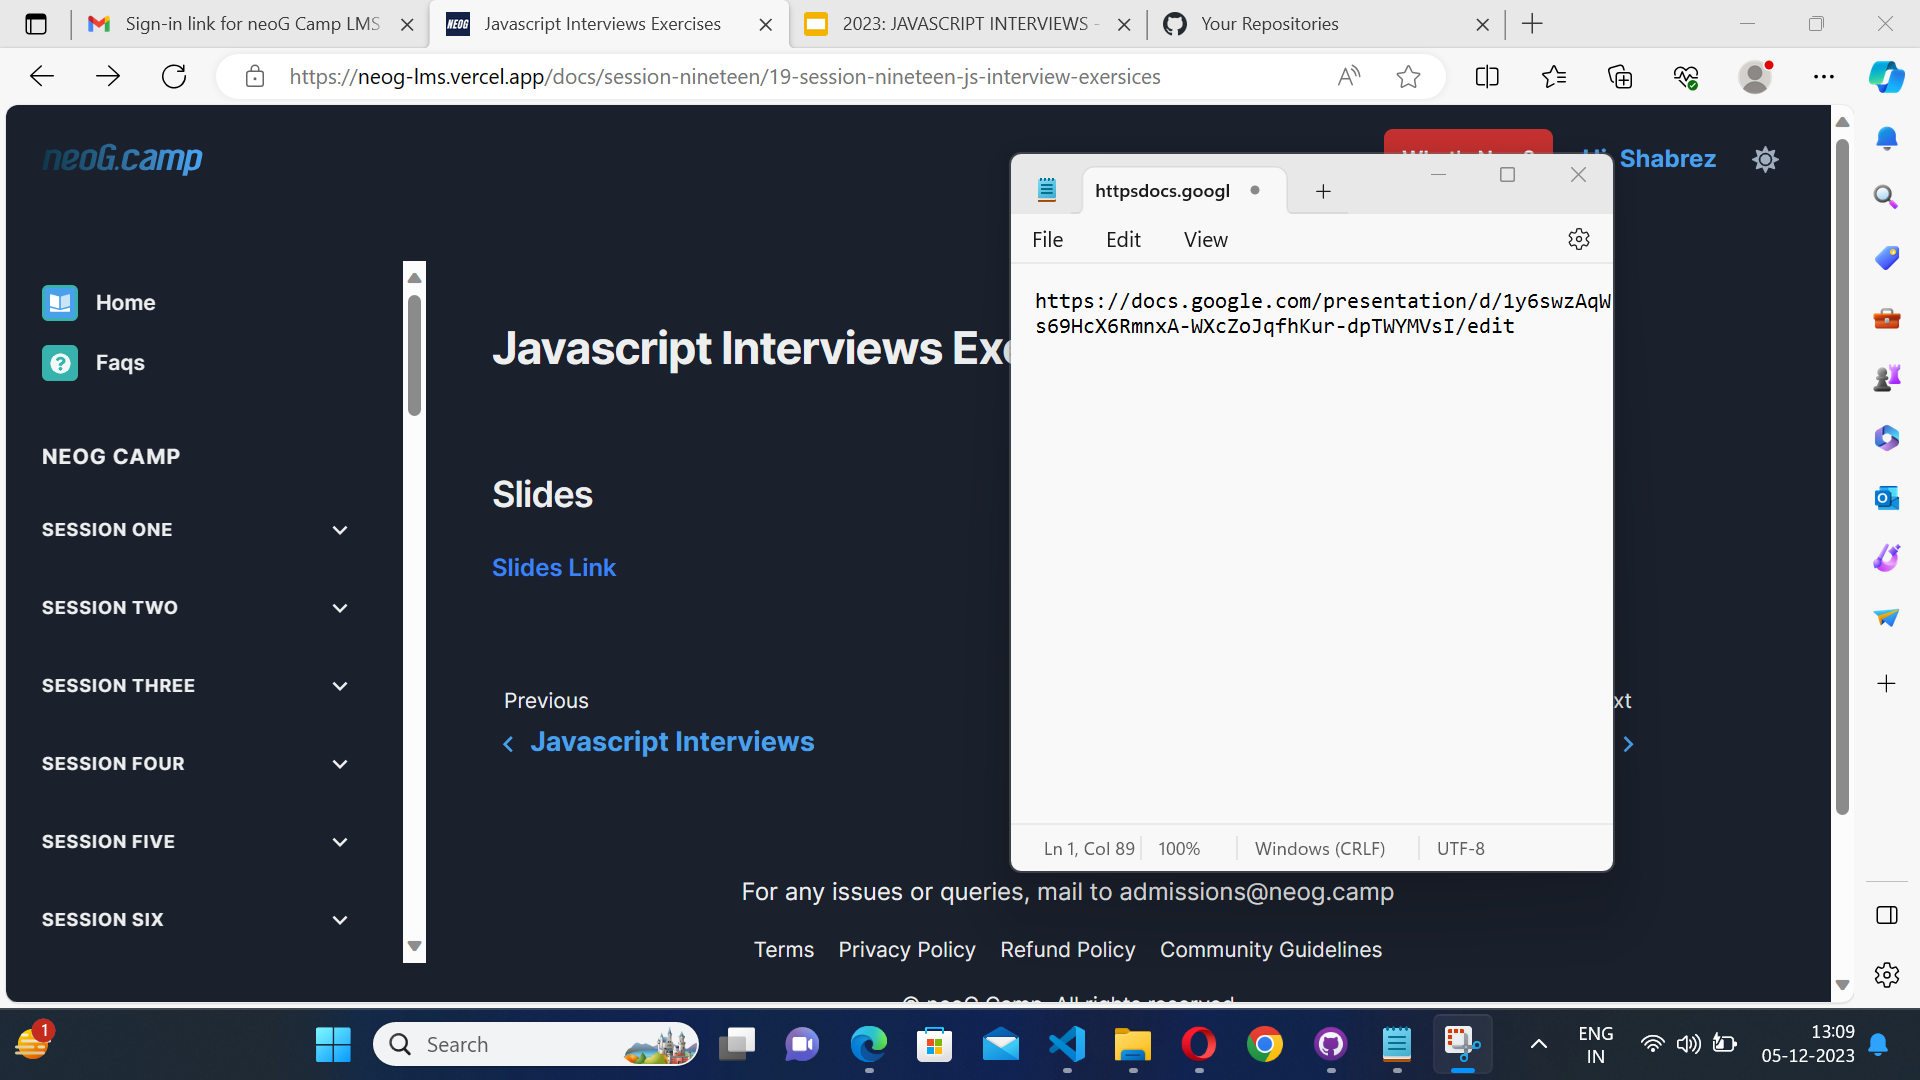 Sign-in link for neoG Camp LMS
Javascript Interviews Exercises
2023: JAVASCRIPT INTERVIEWS -
Your Repositories
https://neog-lms.vercel.app/docs/session-nineteen/19-session-nineteen-js-interview-exersices
neoG.camp
Shabrez
httpsdocs.googl
File
Edit
View
https://docs.google.com/presentation/d/1y6swzAqW
s69HcX6RmnxA-WXcZoJqfhKur-dpTWYMVsI/edit
Ln 1, Col 89
100%
Windows (CRLF)
UTF-8
Home
Faqs
NEOG CAMP
SESSION ONE
SESSION TWO
SESSION THREE
SESSION FOUR
SESSION FIVE
SESSION SIX
Javascript Interviews Exe
Slides
Slides Link
Previous
Javascript Interviews
xt
For any issues or queries, mail to admissions@neog.camp
Terms
Privacy Policy
Refund Policy
Community Guidelines
© neoG Camp. All rights reserved
1
Search
ENG
IN
13:09
05-12-2023